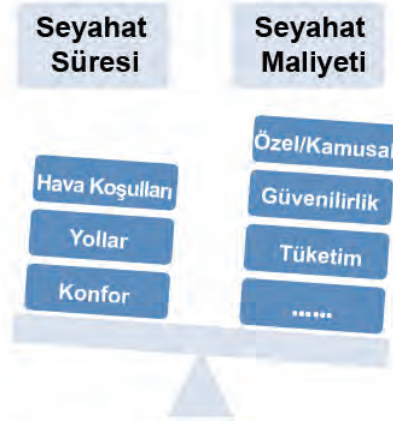 Seyahat
Süresi
Seyahat
Maliyeti
Hava Koşulları
Yollar
Konfor
Özel/Kamusal
Güvenilirlik
Tüketim
......